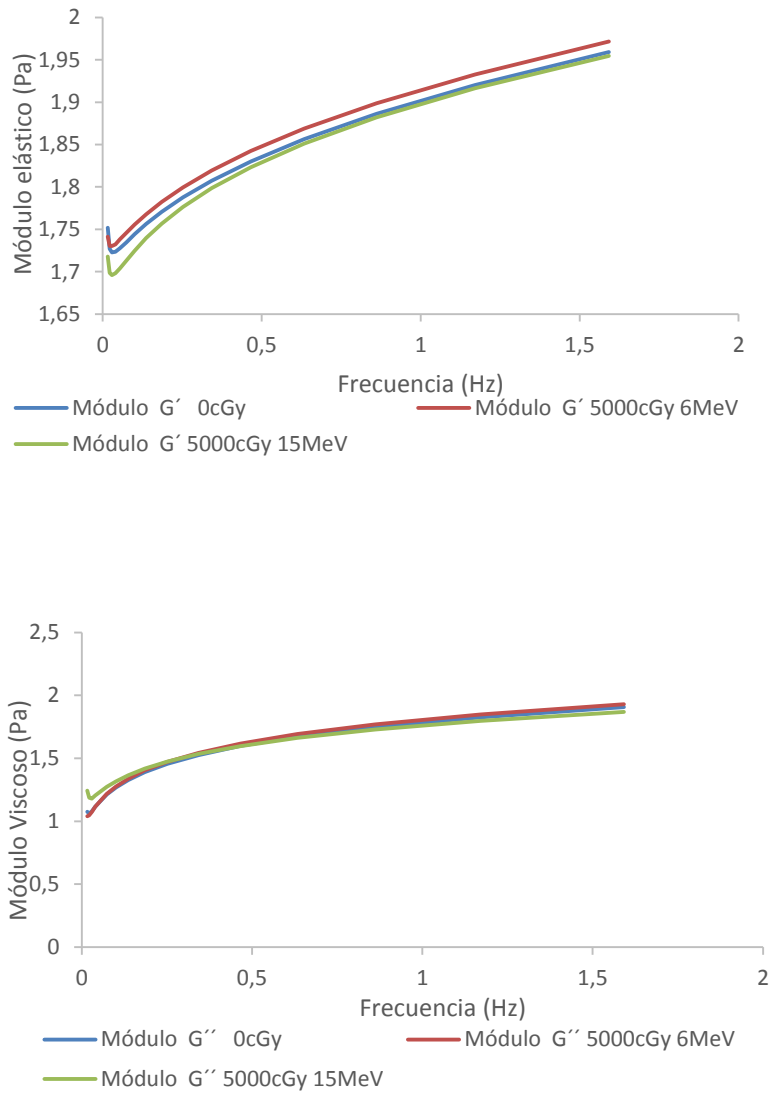 2
1,95
1,9
1,85
1,8
1,75
1,7
1,65
Módulo elástico (Pa)
0 0,5 1 1,5 2
Frecuencia (Hz)
Módulo G´ 0cGy Módulo G´ 5000cGy 6MeV
Módulo G´ 5000cGy 15MeV
2,5
2
1,5
1
0,5
0
Módulo Viscoso (Pa)
0 0,5 1 1,5 2
Frecuencia (Hz)
Módulo G´´ 0cGy Módulo G´´ 5000cGy 6MeV
Módulo G´´ 5000cGy 15MeV